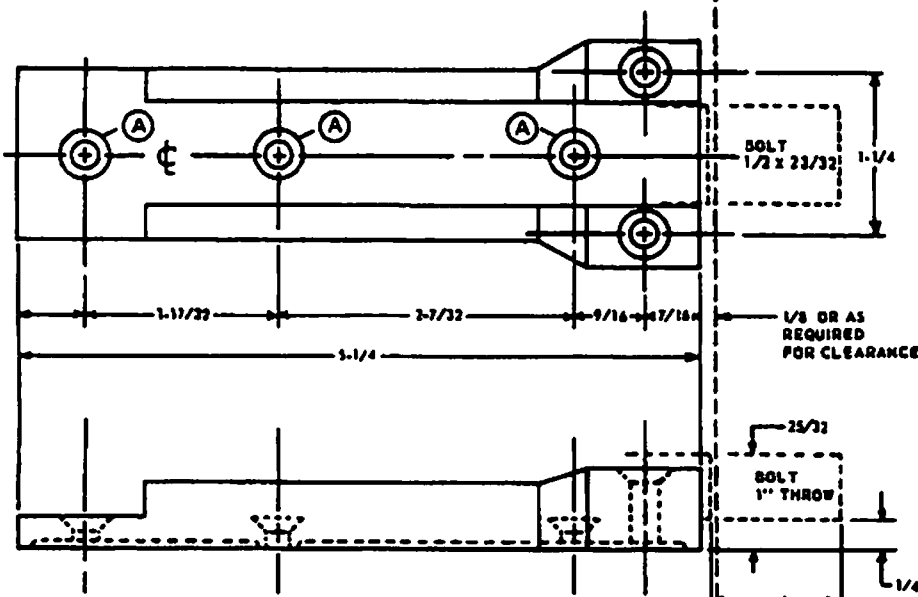 A A A
℄
BOLT
1/2 X 23/32
1-1/4
1-17/32 2-7/32 9/16 7/16
1/8 OR AS
REQUIRED
FOR CLEARANCE
5-1/4
25/32
BOLT
1" THROW
1/4